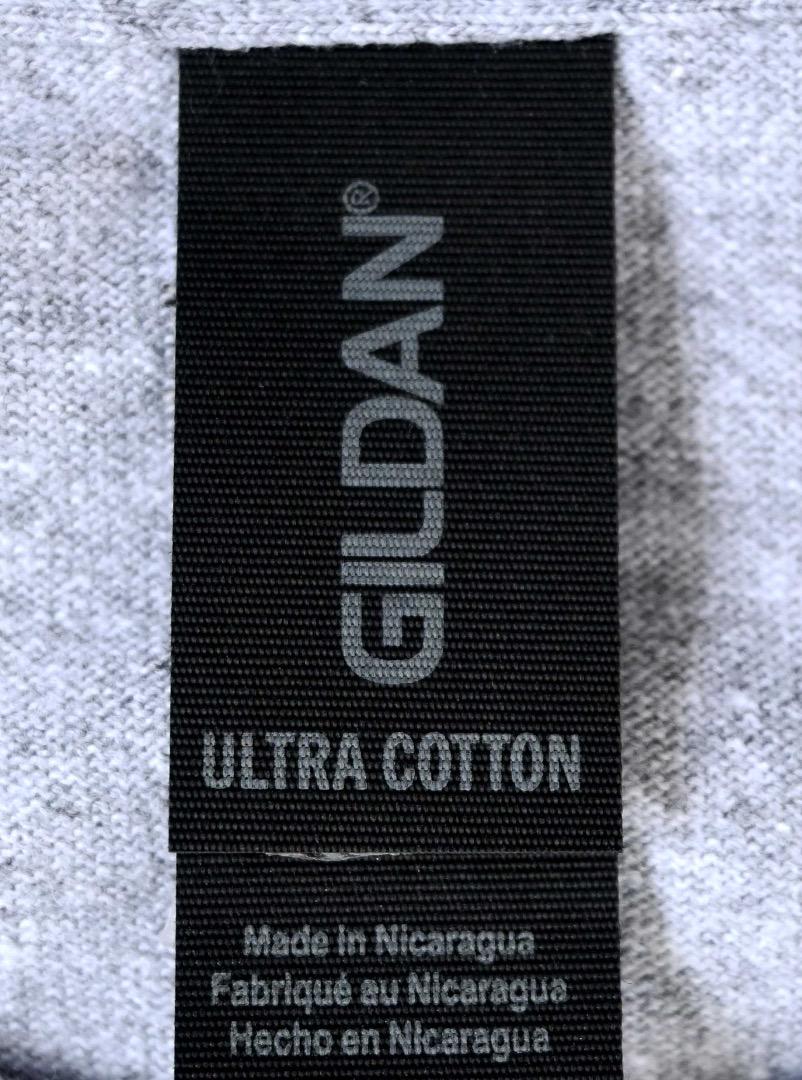 GILDAN®
ULTRA COTTON
Made in Nicaragua
Fabriqué au Nicaragua
Hecho en Nicaragua